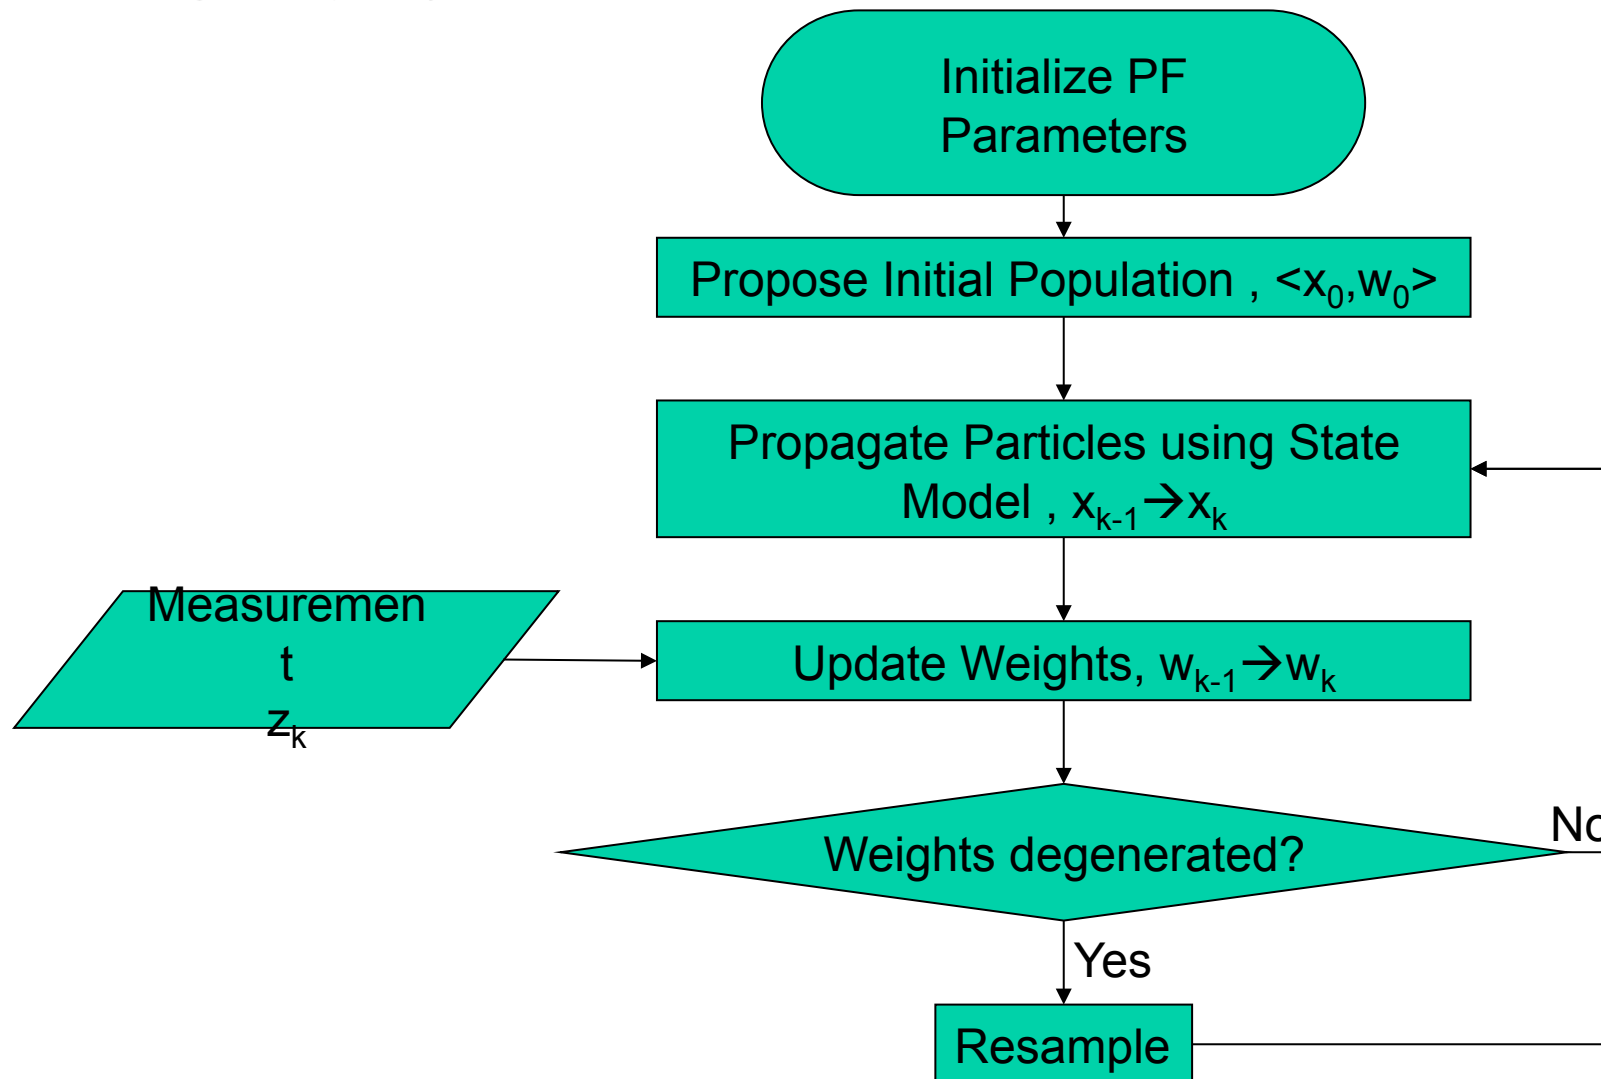 Initialize PF
Parameters
Propose Initial Population , <x₀,w₀>
Propagate Particles using State
Model , xₖ₋₁→xₖ
Measuremen
t
zₖ
Update Weights, wₖ₋₁→wₖ
Weights degenerated?
No
Yes
Resample